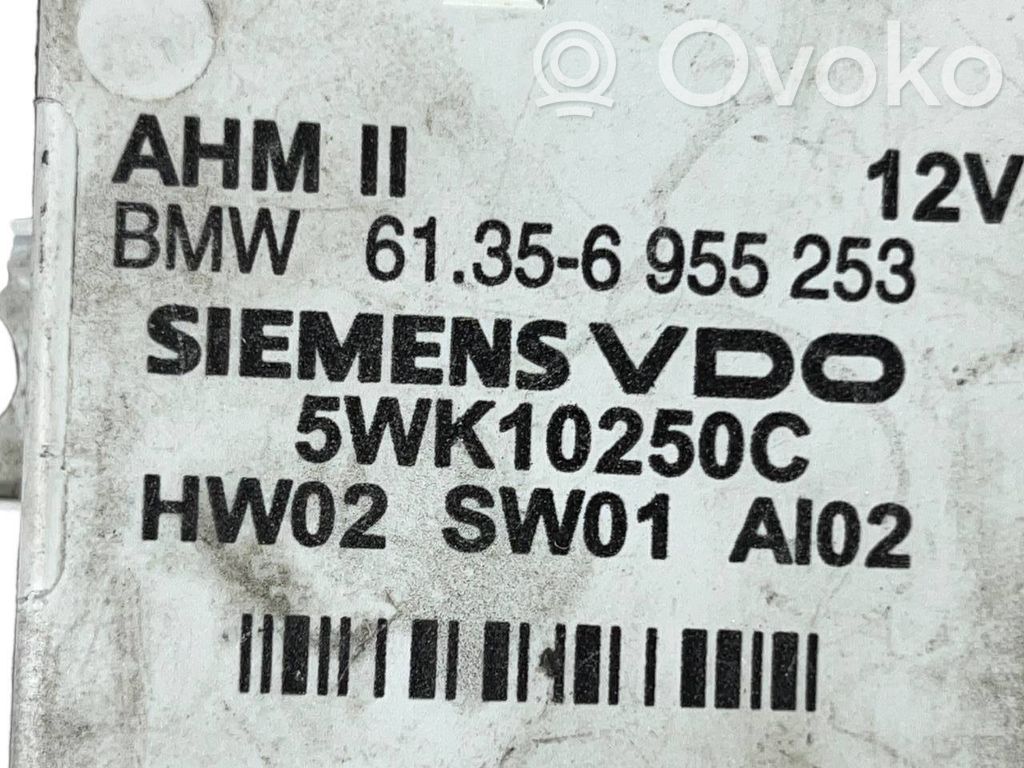 Ovoko
AHM II 12V
BMW 61.35-6 955 253
SIEMENS VDO
5WK10250C
HW02 SW01 AI02